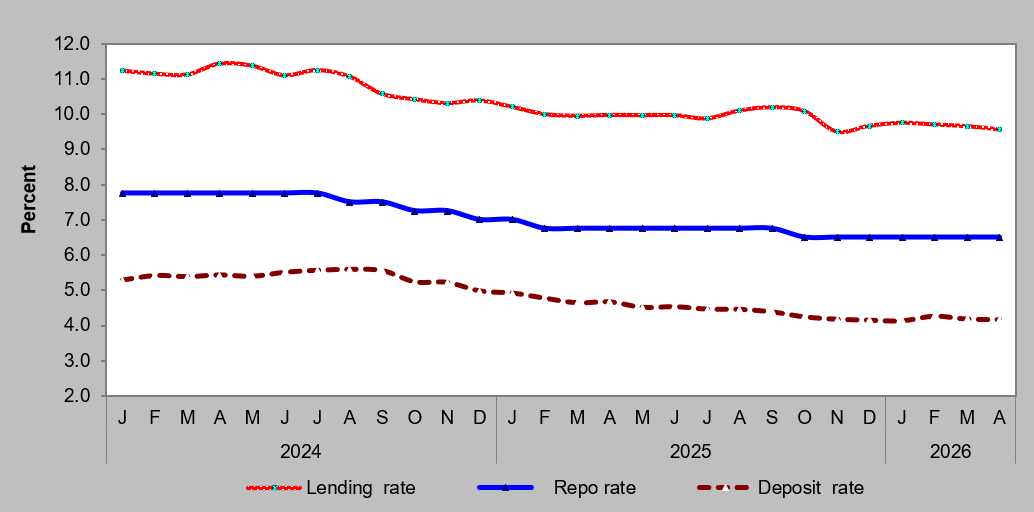 12.0
11.0
10.0
9.0
8.0
7.0
6.0
5.0
4.0
3.0
2.0
Percent
J F M A M J J A S O N D J F M A M J J A S O N D J F M A
2024 2025 2026
Lending rate Repo rate Deposit rate